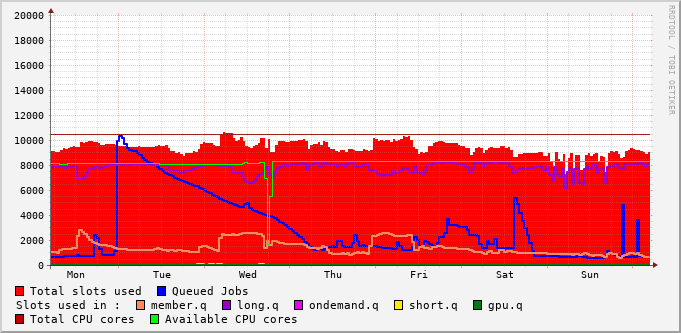 RRDTOOL / TOBI OETIKER
20000
18000
16000
14000
12000
10000
8000
6000
4000
2000
0
Mon Tue Wed Thu Fri Sat Sun
Total slots used Queued Jobs
Slots used in : member.q long.q ondemand.q short.q gpu.q
Total CPU cores Available CPU cores